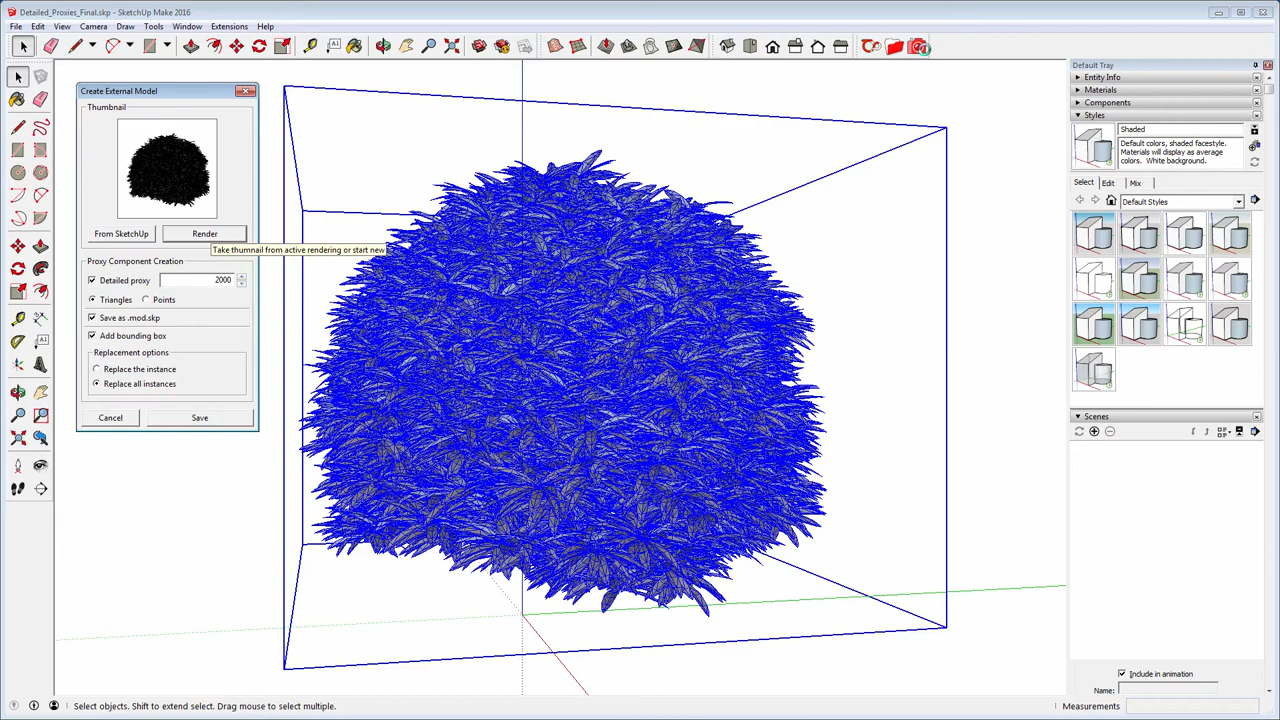 Detailed_Proxies_Final.skp - SketchUp Make 2016
File Edit View Camera Draw Tools Window Extensions Help
Create External Model
Thumbnail
From SketchUp Render
Take thumnail from active rendering or start new
Proxy Component Creation
Detailed proxy 2000
Triangles Points
Save as .mod.skp
Add bounding box
Replacement options
Replace the instance
Replace all instances
Cancel Save
Default Tray
Entity Info
Materials
Components
Styles
Shaded
Default colors, shaded facestyle.
Materials will display as average
colors. White background.
Select Edit Mix
Default Styles
Scenes
Include in animation
Name:
Select objects. Shift to extend select. Drag mouse to select multiple.
Measurements